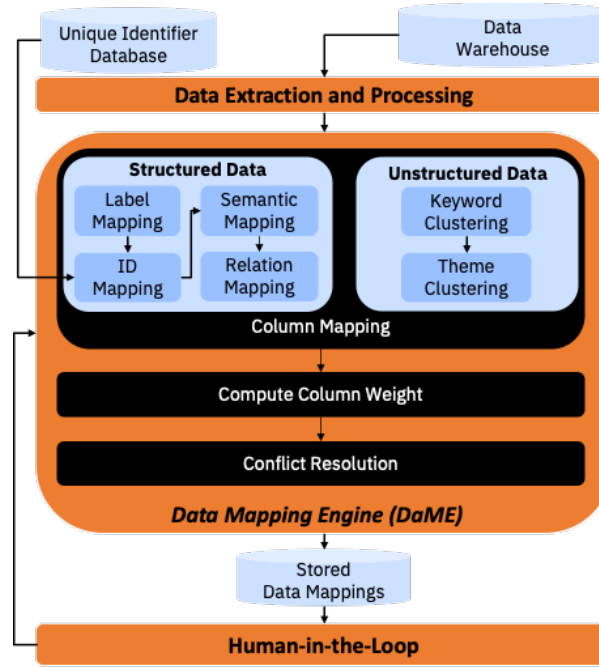 Unique Identifier
Database
Data
Warehouse
Data Extraction and Processing
Structured Data
Label
Mapping
Semantic
Mapping
ID
Mapping
Relation
Mapping
Unstructured Data
Keyword
Clustering
Theme
Clustering
Column Mapping
Compute Column Weight
Conflict Resolution
Data Mapping Engine (DaME)
Stored
Data Mappings
Human-in-the-Loop